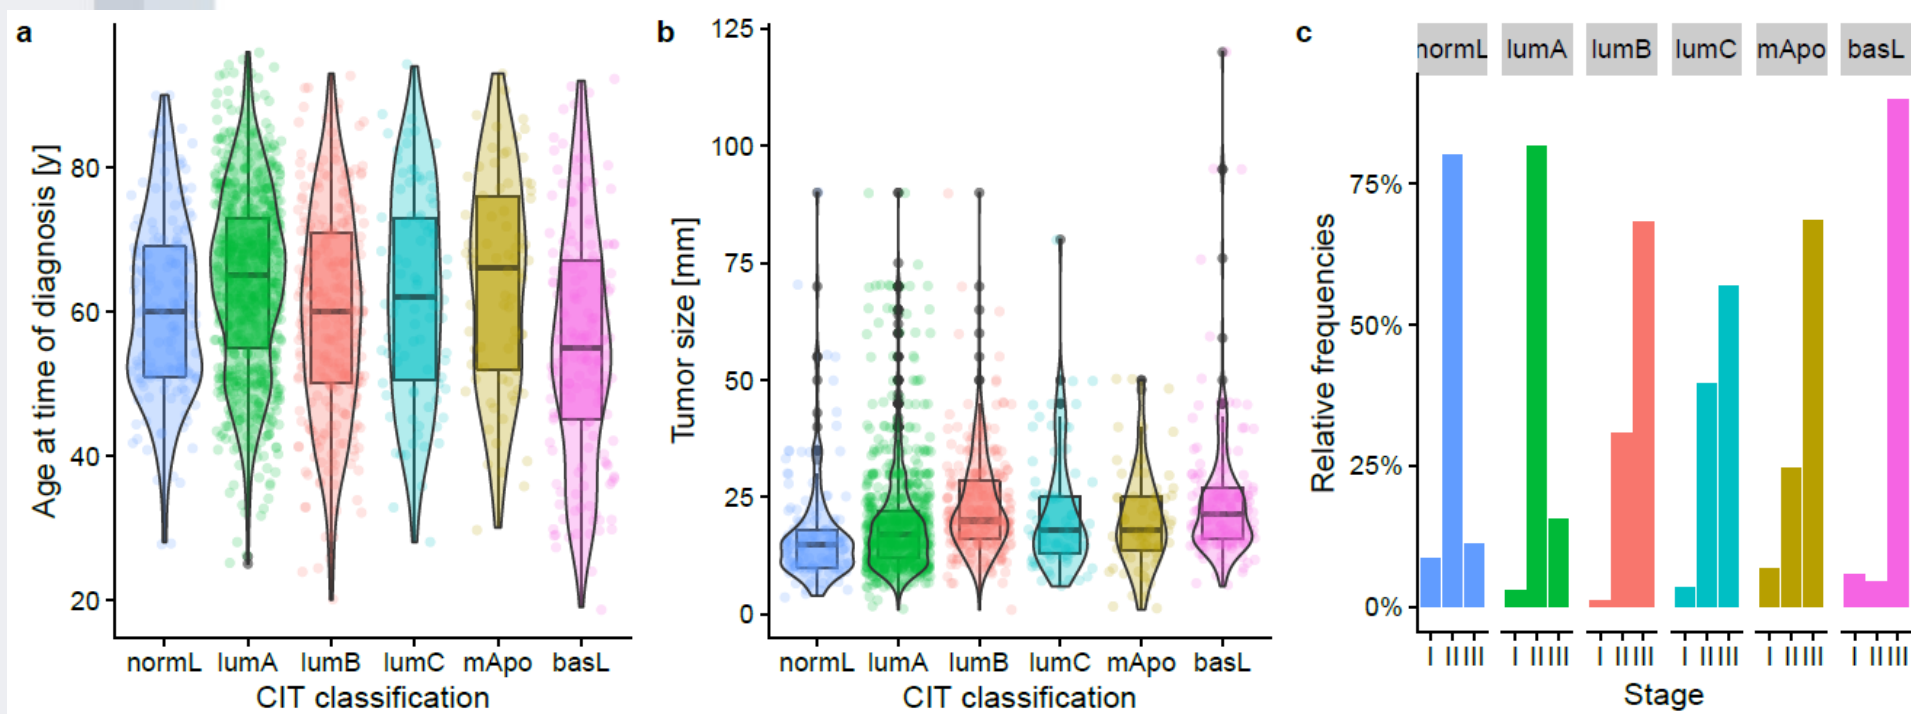 a
Age at time of diagnosis [y]
80
60
40
20
normL lumA lumB lumC mApo basL
CIT classification
b
Tumor size [mm]
125
100
75
50
25
0
normL lumA lumB lumC mApo basL
CIT classification
c
normL lumA lumB lumC mApo basL
Relative frequencies
75%
50%
25%
0%
I II III I II III I II III I II III I II III I II III
Stage